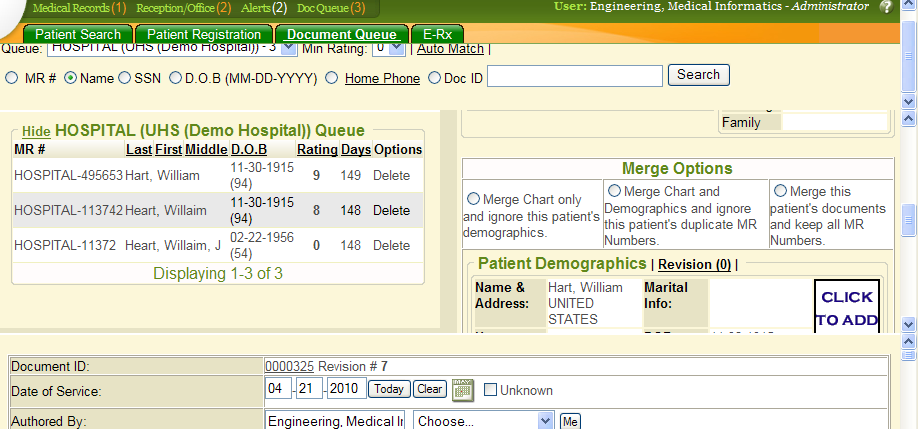 Medical Records (1) Reception/Office (2) Alerts (2) Doc Queue (3) User: Engineering, Medical Informatics - Administrator ?
Patient Search Patient Registration Document Queue E-Rx
Queue: HOSPITAL (UHS (Demo Hospital)) - 3 Min Rating: 0 | Auto Match |
MR # Name SSN D.O.B (MM-DD-YYYY) Home Phone Doc ID Search
Hide HOSPITAL (UHS (Demo Hospital)) Queue
MR # Last First Middle D.O.B Rating Days Options
HOSPITAL-495653 Hart, William 11-30-1915 (94) 9 149 Delete
HOSPITAL-113742 Heart, Willaim 11-30-1915 (94) 8 148 Delete
HOSPITAL-11372 Heart, Willaim, J 02-22-1956 (54) 0 148 Delete
Displaying 1-3 of 3
Family
Merge Options
Merge Chart only and ignore this patient's demographics.
Merge Chart and Demographics and ignore this patient's duplicate MR Numbers.
Merge this patient's documents and keep all MR Numbers.
Patient Demographics | Revision (0) |
Name & Address: Hart, William UNITED STATES
Marital Info:
CLICK
TO ADD
Document ID: 0000325 Revision # 7
Date of Service: 04 - 21 - 2010 Today Clear MAY Unknown
Authored By: Engineering, Medical I Choose... Me